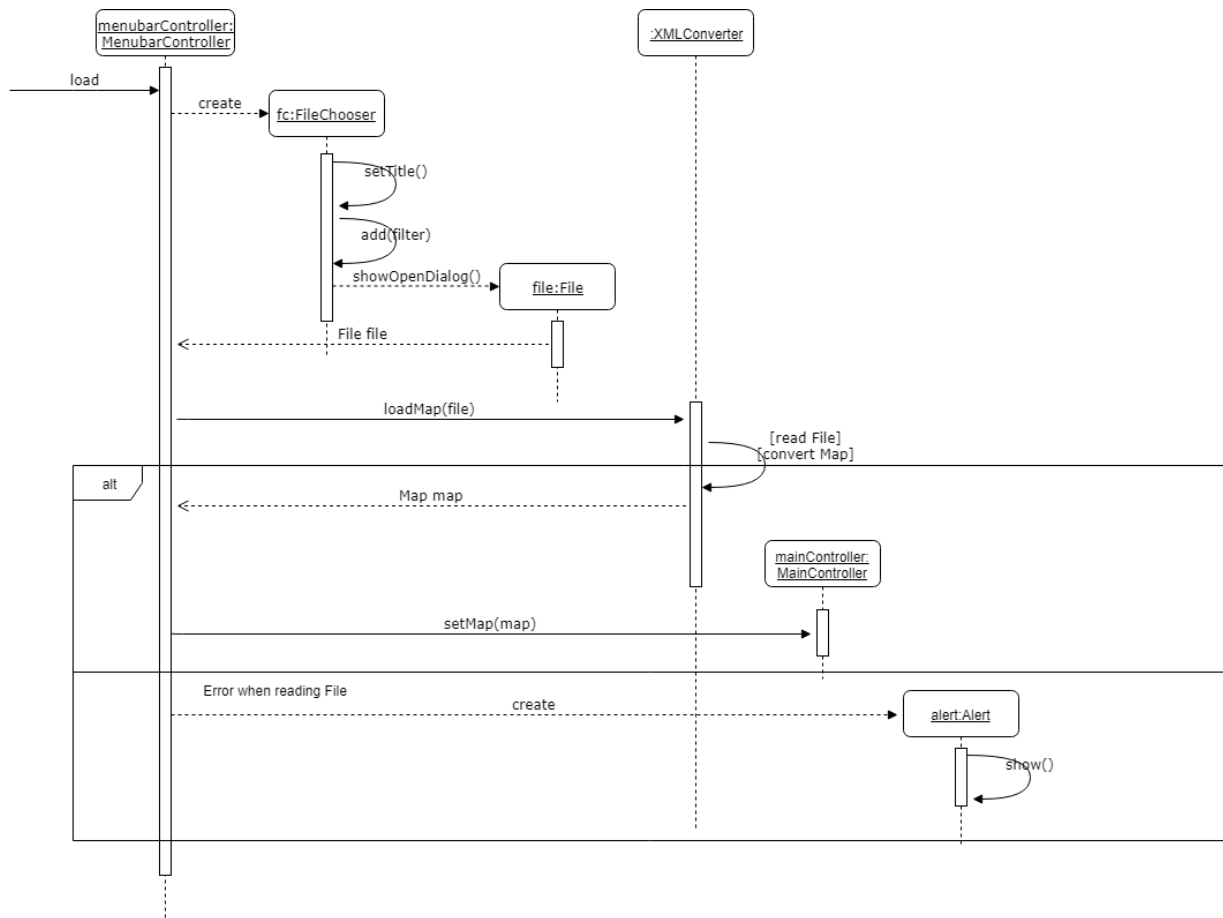 menubarController:
MenubarController
:XMLConverter
load
create
fc:FileChooser
setTitle()
add(filter)
showOpenDialog()
file:File
File file
loadMap(file)
[read File]
[convert Map]
alt
Map map
mainController:
MainController
setMap(map)
Error when reading File
create
alert:Alert
show()